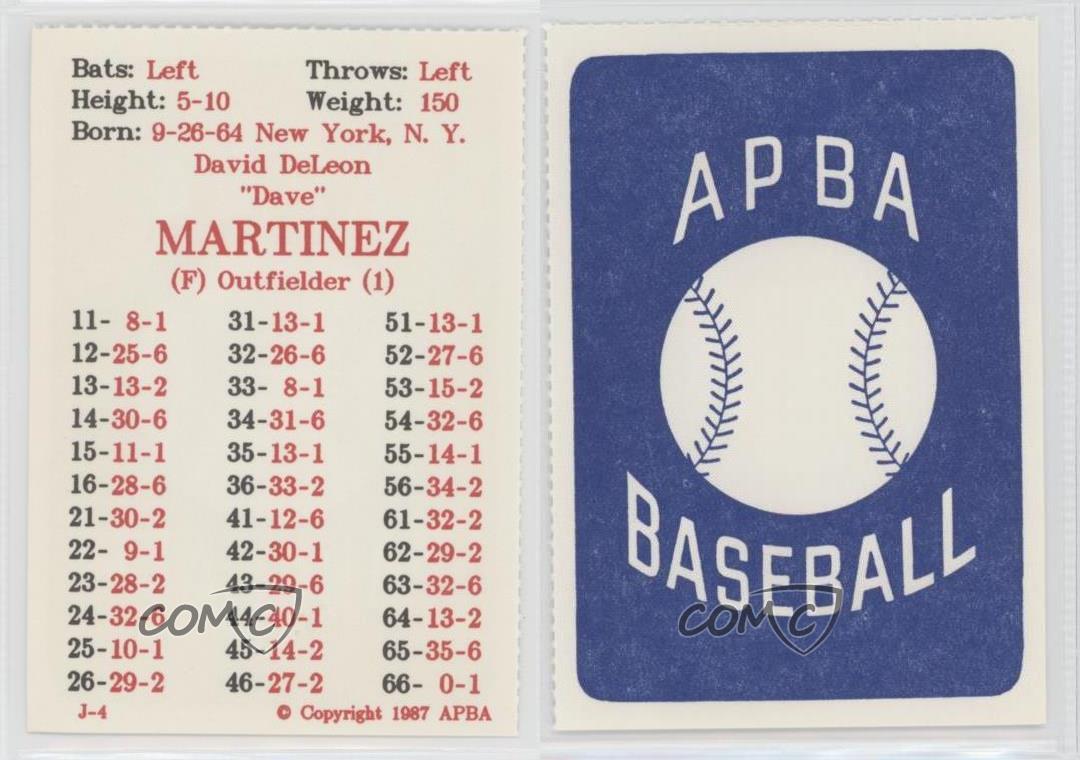 Bats: Left Throws: Left
Height: 5-10 Weight: 150
Born: 9-26-64 New York, N. Y.
David DeLeon
"Dave"
MARTINEZ
(F) Outfielder (1)
11- 8-1 31-13-1 51-13-1
12-25-6 32-26-6 52-27-6
13-13-2 33- 8-1 53-15-2
14-30-6 34-31-6 54-32-6
15-11-1 35-13-1 55-14-1
16-28-6 36-33-2 56-34-2
21-30-2 41-12-6 61-32-2
22- 9-1 42-30-1 62-29-2
23-28-2 43-29-6 63-32-6
24-32-6 44-40-1 64-13-2
25-10-1 45-14-2 65-35-6
26-29-2 46-27-2 66- 0-1
J-4 © Copyright 1987 APBA
COMC
APBA
BASEBALL
COMC